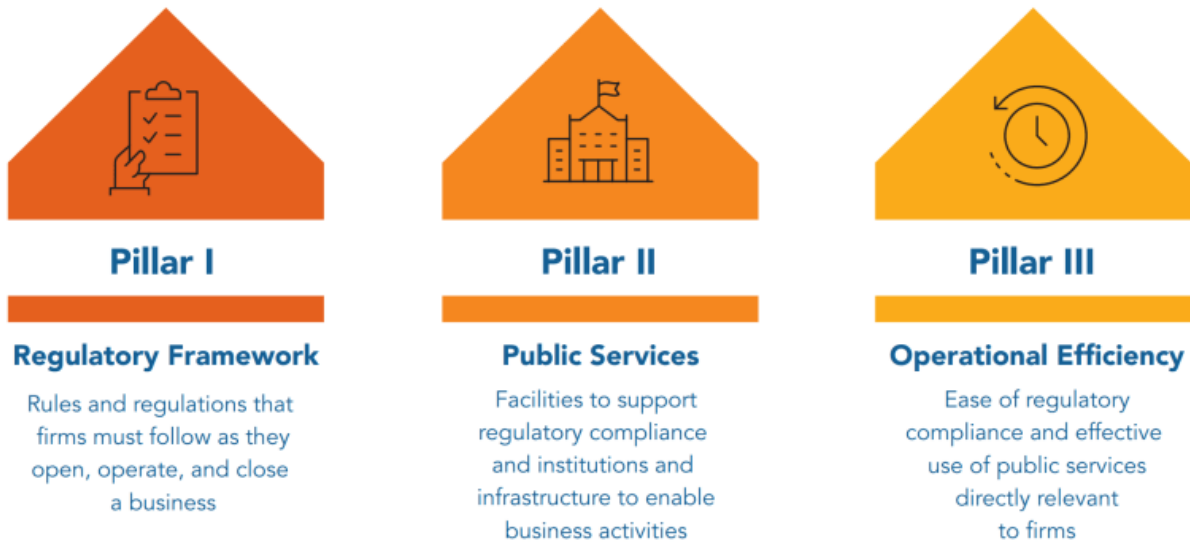 Pillar I
Regulatory Framework
Rules and regulations that
firms must follow as they
open, operate, and close
a business
Pillar II
Public Services
Facilities to support
regulatory compliance
and institutions and
infrastructure to enable
business activities
Pillar III
Operational Efficiency
Ease of regulatory
compliance and effective
use of public services
directly relevant
to firms